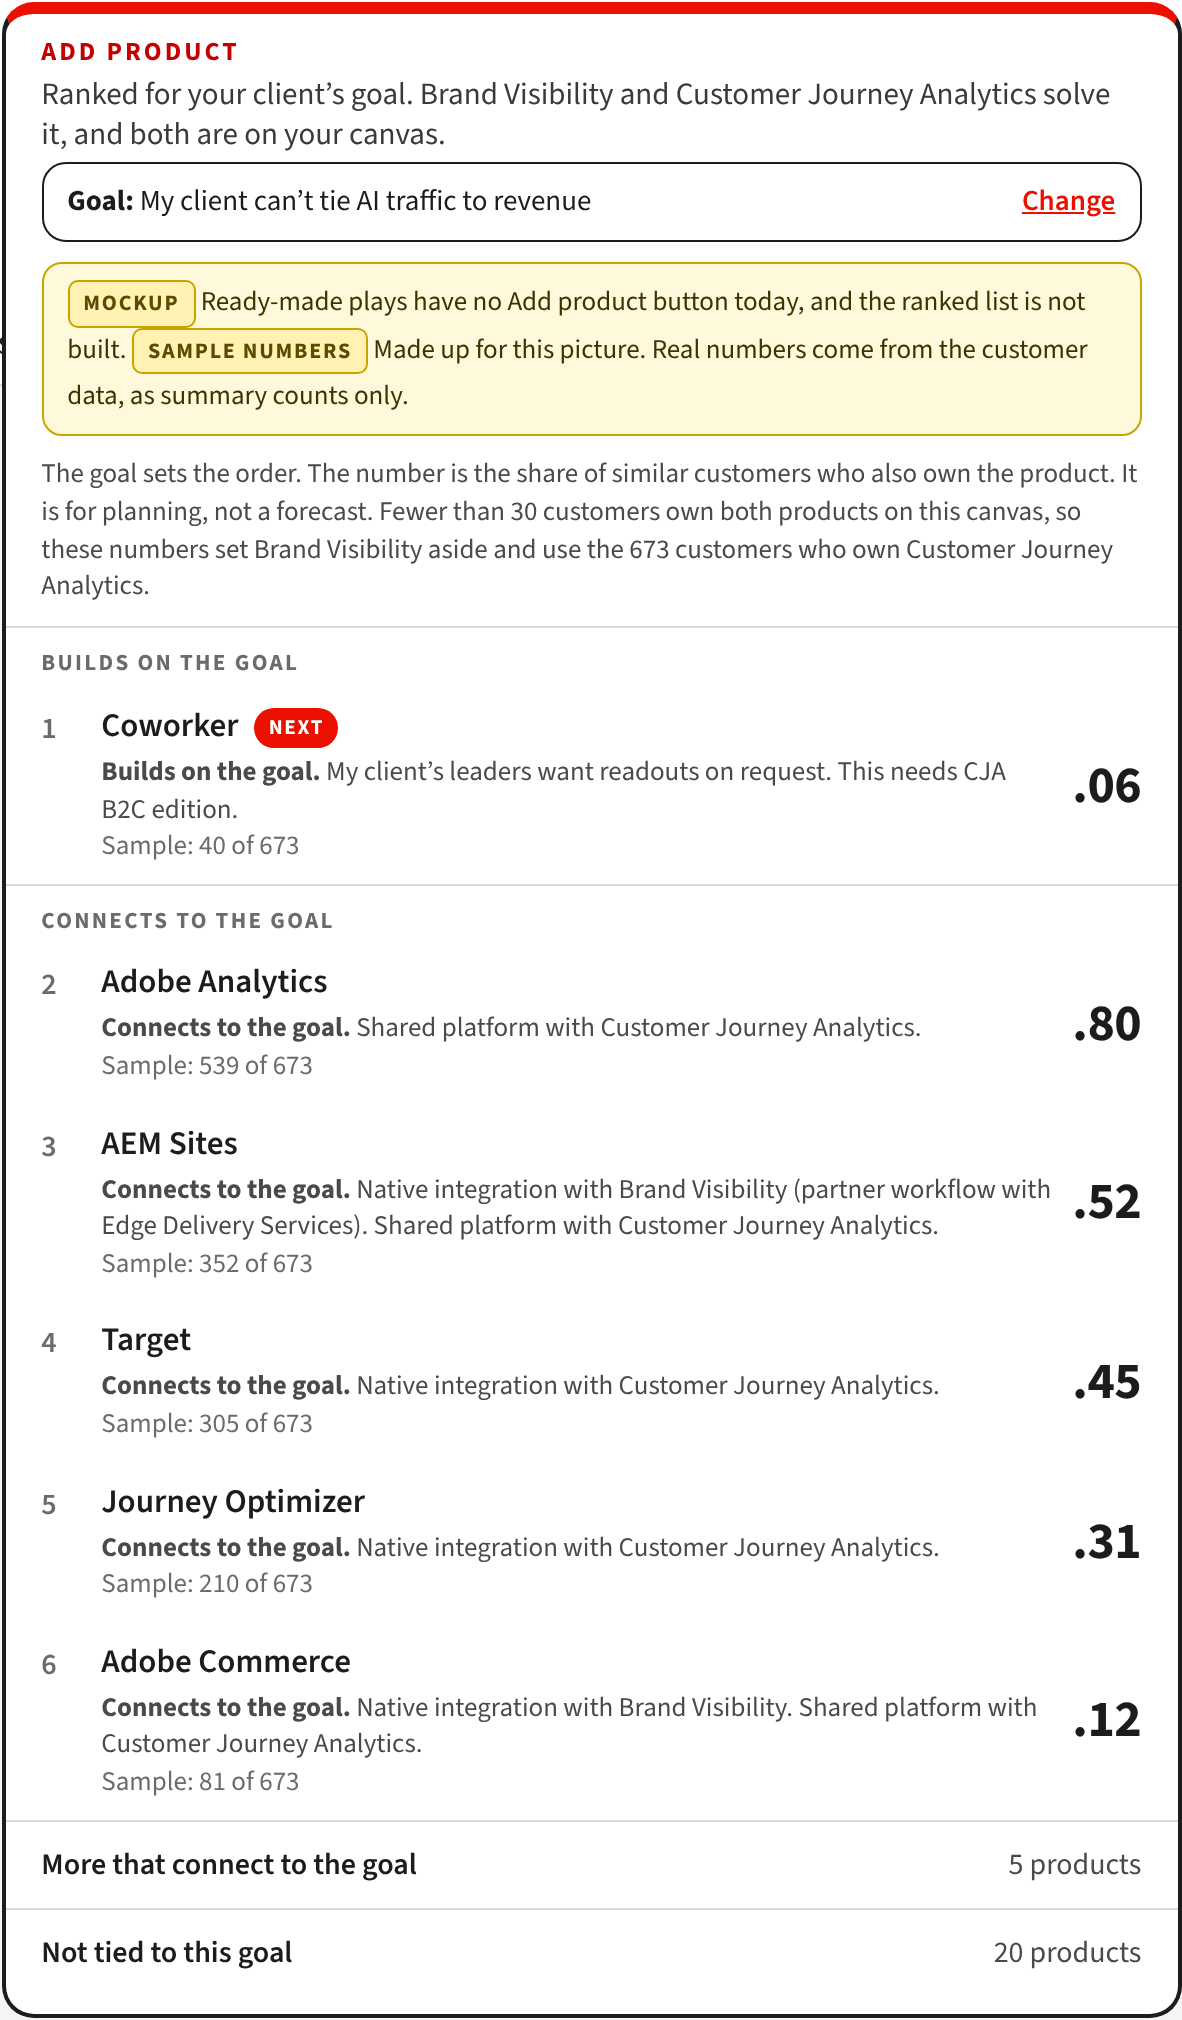 ADD PRODUCT
Ranked for your client’s goal. Brand Visibility and Customer Journey Analytics solve
it, and both are on your canvas.
Goal: My client can’t tie AI traffic to revenue
Change
MOCKUP Ready-made plays have no Add product button today, and the ranked list is not
built. SAMPLE NUMBERS Made up for this picture. Real numbers come from the customer
data, as summary counts only.
The goal sets the order. The number is the share of similar customers who also own the product. It
is for planning, not a forecast. Fewer than 30 customers own both products on this canvas, so
these numbers set Brand Visibility aside and use the 673 customers who own Customer Journey
Analytics.
BUILDS ON THE GOAL
1 Coworker NEXT
Builds on the goal. My client’s leaders want readouts on request. This needs CJA
B2C edition.
Sample: 40 of 673
.06
CONNECTS TO THE GOAL
2 Adobe Analytics
Connects to the goal. Shared platform with Customer Journey Analytics.
Sample: 539 of 673
.80
3 AEM Sites
Connects to the goal. Native integration with Brand Visibility (partner workflow with
Edge Delivery Services). Shared platform with Customer Journey Analytics.
Sample: 352 of 673
.52
4 Target
Connects to the goal. Native integration with Customer Journey Analytics.
Sample: 305 of 673
.45
5 Journey Optimizer
Connects to the goal. Native integration with Customer Journey Analytics.
Sample: 210 of 673
.31
6 Adobe Commerce
Connects to the goal. Native integration with Brand Visibility. Shared platform with
Customer Journey Analytics.
Sample: 81 of 673
.12
More that connect to the goal
5 products
Not tied to this goal
20 products